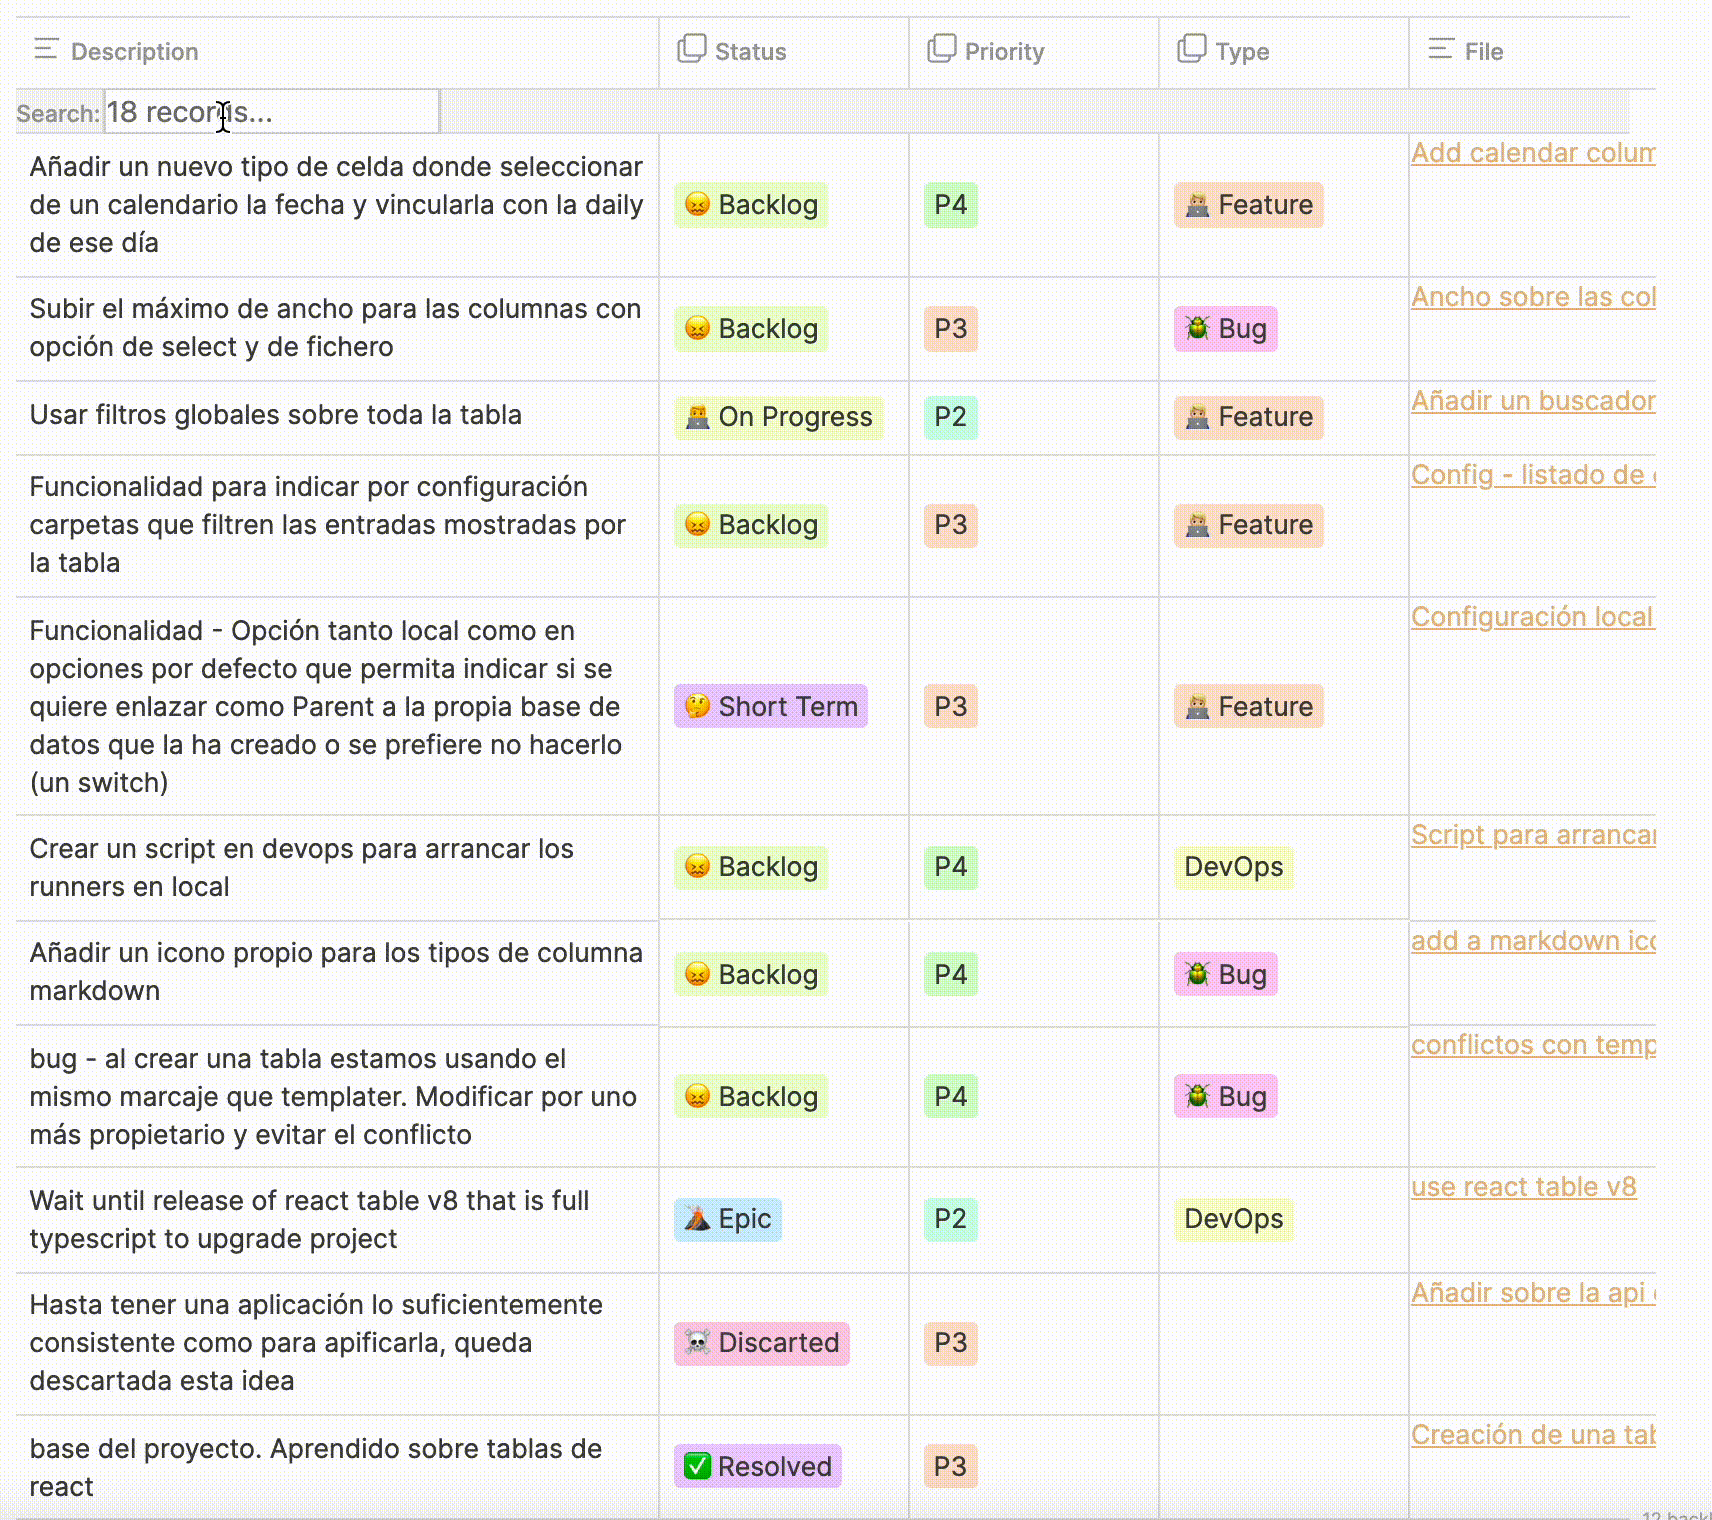 Description Status Priority Type File
Search: 18 records...
Añadir un nuevo tipo de celda donde seleccionar
de un calendario la fecha y vincularla con la daily
de ese día
Backlog
P4
Feature
Add calendar colum
Subir el máximo de ancho para las columnas con
opción de select y de fichero
Backlog
P3
Bug
Ancho sobre las col
Usar filtros globales sobre toda la tabla
On Progress
P2
Feature
Añadir un buscador
Funcionalidad para indicar por configuración
carpetas que filtren las entradas mostradas por
la tabla
Backlog
P3
Feature
Config - listado de
Funcionalidad - Opción tanto local como en
opciones por defecto que permita indicar si se
quiere enlazar como Parent a la propia base de
datos que la ha creado o se prefiere no hacerlo
(un switch)
Short Term
P3
Feature
Configuración local
Crear un script en devops para arrancar los
runners en local
Backlog
P4
DevOps
Script para arrancar
Añadir un icono propio para los tipos de columna
markdown
Backlog
P4
Bug
add a markdown ico
bug - al crear una tabla estamos usando el
mismo marcaje que templater. Modificar por uno
más propietario y evitar el conflicto
Backlog
P4
Bug
conflictos con temp
Wait until release of react table v8 that is full
typescript to upgrade project
Epic
P2
DevOps
use react table v8
Hasta tener una aplicación lo suficientemente
consistente como para apificarla, queda
descartada esta idea
Discarted
P3
Añadir sobre la api
base del proyecto. Aprendido sobre tablas de
react
Resolved
P3
Creación de una tab